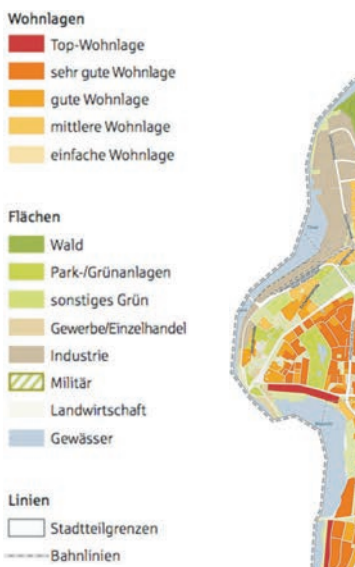 Wohnlagen
Top-Wohnlage
sehr gute Wohnlage
gute Wohnlage
mittlere Wohnlage
einfache Wohnlage
Flächen
Wald
Park-/Grünanlagen
sonstiges Grün
Gewerbe/Einzelhandel
Industrie
Militär
Landwirtschaft
Gewässer
Linien
Stadtteilgrenzen
Bahnlinien